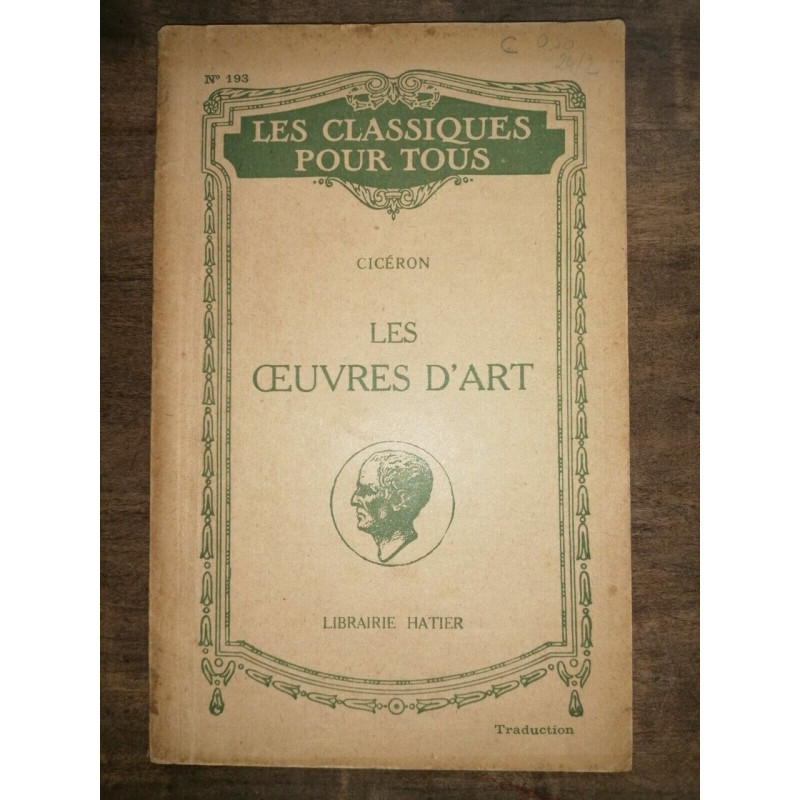 N° 193
LES CLASSIQUES
POUR TOUS
CICÉRON
LES
ŒUVRES D'ART
LIBRAIRIE HATIER
Traduction